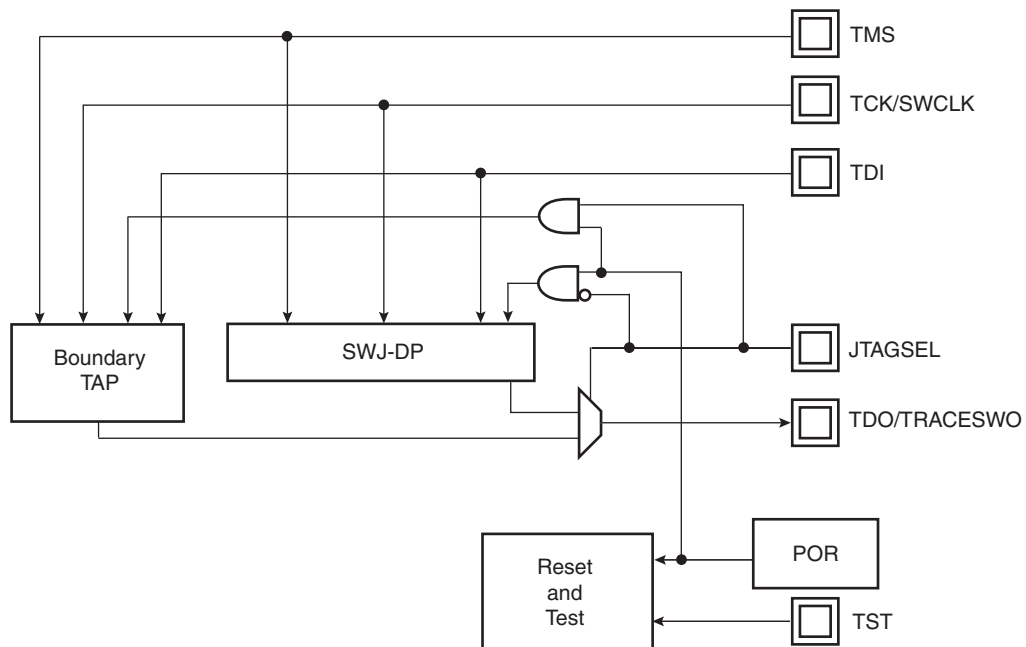 TMS
TCK/SWCLK
TDI
Boundary
TAP
SWJ-DP
JTAGSEL
TDO/TRACESWO
POR
Reset
and
Test
TST